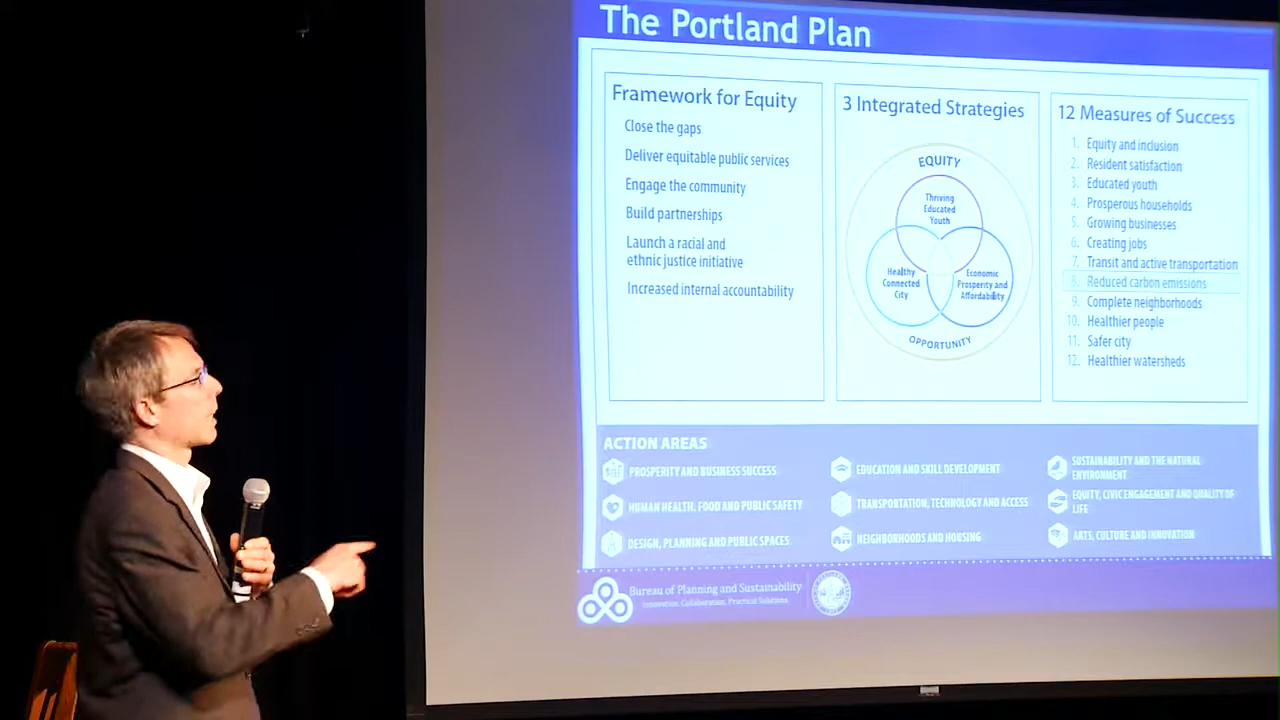 The Portland Plan
Framework for Equity
Close the gaps
Deliver equitable public services
Engage the community
Build partnerships
Launch a racial and
ethnic justice initiative
Increased internal accountability
3 Integrated Strategies
EQUITY
Thriving
Educated
Youth
Healthy
Connected
City
Economic
Prosperity and
Affordability
OPPORTUNITY
12 Measures of Success
1. Equity and inclusion
2. Resident satisfaction
3. Educated youth
4. Prosperous households
5. Growing businesses
6. Creating jobs
7. Transit and active transportation
8. Reduced carbon emissions
9. Complete neighborhoods
10. Healthier people
11. Safer city
12. Healthier watersheds
ACTION AREAS
PROSPERITY AND BUSINESS SUCCESS
HUMAN HEALTH, FOOD AND PUBLIC SAFETY
DESIGN, PLANNING AND PUBLIC SPACES
EDUCATION AND SKILL DEVELOPMENT
TRANSPORTATION, TECHNOLOGY AND ACCESS
NEIGHBORHOODS AND HOUSING
SUSTAINABILITY AND THE NATURAL
ENVIRONMENT
EQUITY, CIVIC ENGAGEMENT AND QUALITY OF
LIFE
ARTS, CULTURE AND INNOVATION
Bureau of Planning and Sustainability
Innovation. Collaboration. Practical Solutions.